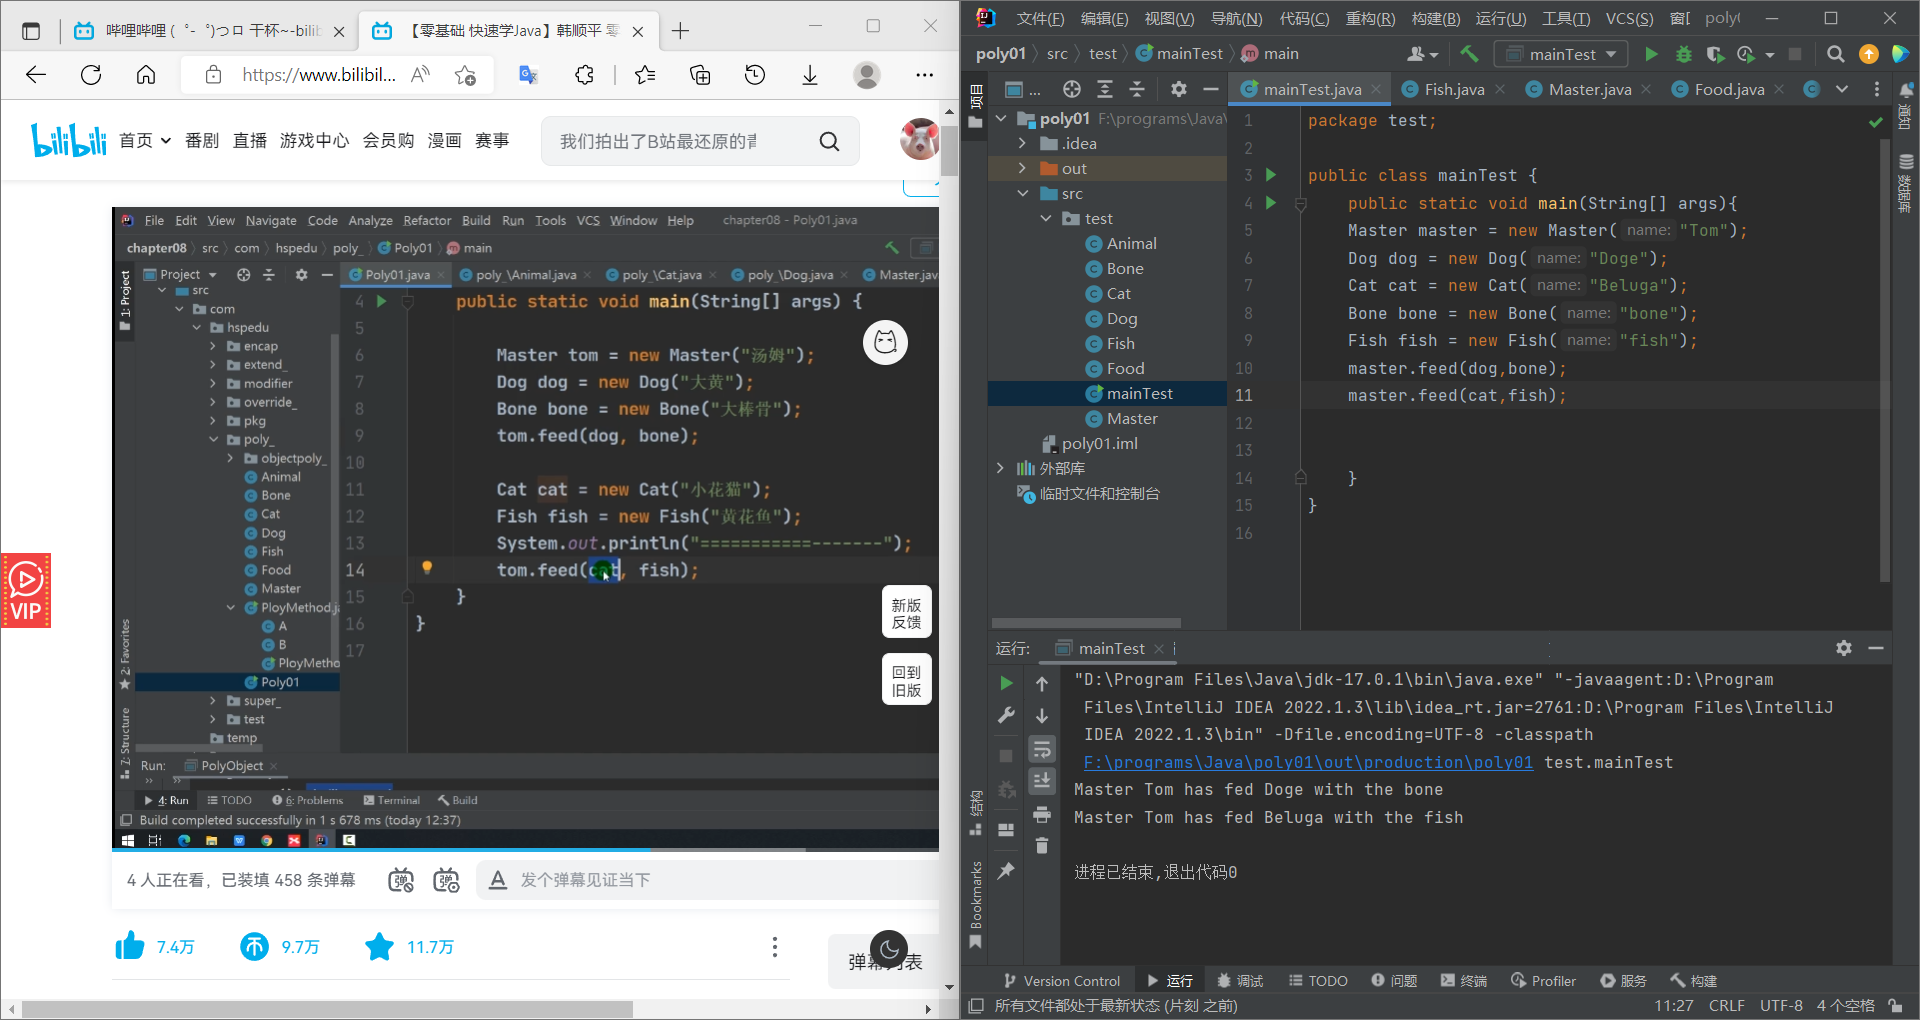 哔哩哔哩 (゜-゜)つロ 干杯~-bilib
【零基础 快速学Java】韩顺平 零
https://www.bilibil...
bilibili
首页
番剧
直播
游戏中心
会员购
漫画
赛事
我们拍出了B站最还原的青
File Edit View Navigate Code Analyze Refactor Build Run Tools VCS Window Help chapter08 - Poly01.java
chapter08 src com hspedu poly_ Poly01 main
Project
Poly01.java poly_\Animal.java poly_\Cat.java poly_\Dog.java Master.jav
1: Project
2: Favorites
Z: Structure
src
com
hspedu
encap
extend_
modifier
override_
pkg
poly_
objectpoly_
Animal
Bone
Cat
Dog
Fish
Food
Master
PloyMethod.ja
A
B
PloyMetho
Poly01
super_
test
temp
4 public static void main(String[] args) {
5
6 Master tom = new Master("汤姆");
7 Dog dog = new Dog("大黄");
8 Bone bone = new Bone("大棒骨");
9 tom.feed(dog, bone);
10
11 Cat cat = new Cat("小花猫");
12 Fish fish = new Fish("黄花鱼");
13 System.out.println("===========-------");
14 tom.feed(cat, fish);
15 }
16 }
17
新版
反馈
回到
旧版
VIP
Run: PolyObject
4: Run TODO 6: Problems Terminal Build
Build completed successfully in 1 s 678 ms (today 12:37)
4 人正在看，已装填 458 条弹幕
弹
弹
A 发个弹幕见证当下
7.4万
9.7万
11.7万
弹幕列表
文件(F) 编辑(E) 视图(V) 导航(N) 代码(C) 重构(R) 构建(B) 运行(U) 工具(T) VCS(S) 窗[ poly(
poly01 src test mainTest main
mainTest
项目
...
mainTest.java Fish.java Master.java Food.java
通知
数据库
poly01 F:\programs\Java\
.idea
out
src
test
Animal
Bone
Cat
Dog
Fish
Food
mainTest
Master
poly01.iml
外部库
临时文件和控制台
1 package test;
2
3 public class mainTest {
4 public static void main(String[] args){
5 Master master = new Master( name: "Tom");
6 Dog dog = new Dog( name: "Doge");
7 Cat cat = new Cat( name: "Beluga");
8 Bone bone = new Bone( name: "bone");
9 Fish fish = new Fish( name: "fish");
10 master.feed(dog,bone);
11 master.feed(cat,fish);
12
13
14 }
15 }
16
运行: mainTest
"D:\Program Files\Java\jdk-17.0.1\bin\java.exe" "-javaagent:D:\Program
Files\IntelliJ IDEA 2022.1.3\lib\idea_rt.jar=2761:D:\Program Files\IntelliJ
IDEA 2022.1.3\bin" -Dfile.encoding=UTF-8 -classpath
F:\programs\Java\poly01\out\production\poly01 test.mainTest
Master Tom has fed Doge with the bone
Master Tom has fed Beluga with the fish
进程已结束,退出代码0
结构
Bookmarks
Version Control 运行 调试 TODO 问题 终端 Profiler 服务 构建
所有文件都处于最新状态 (片刻 之前)
11:27 CRLF UTF-8 4 个空格